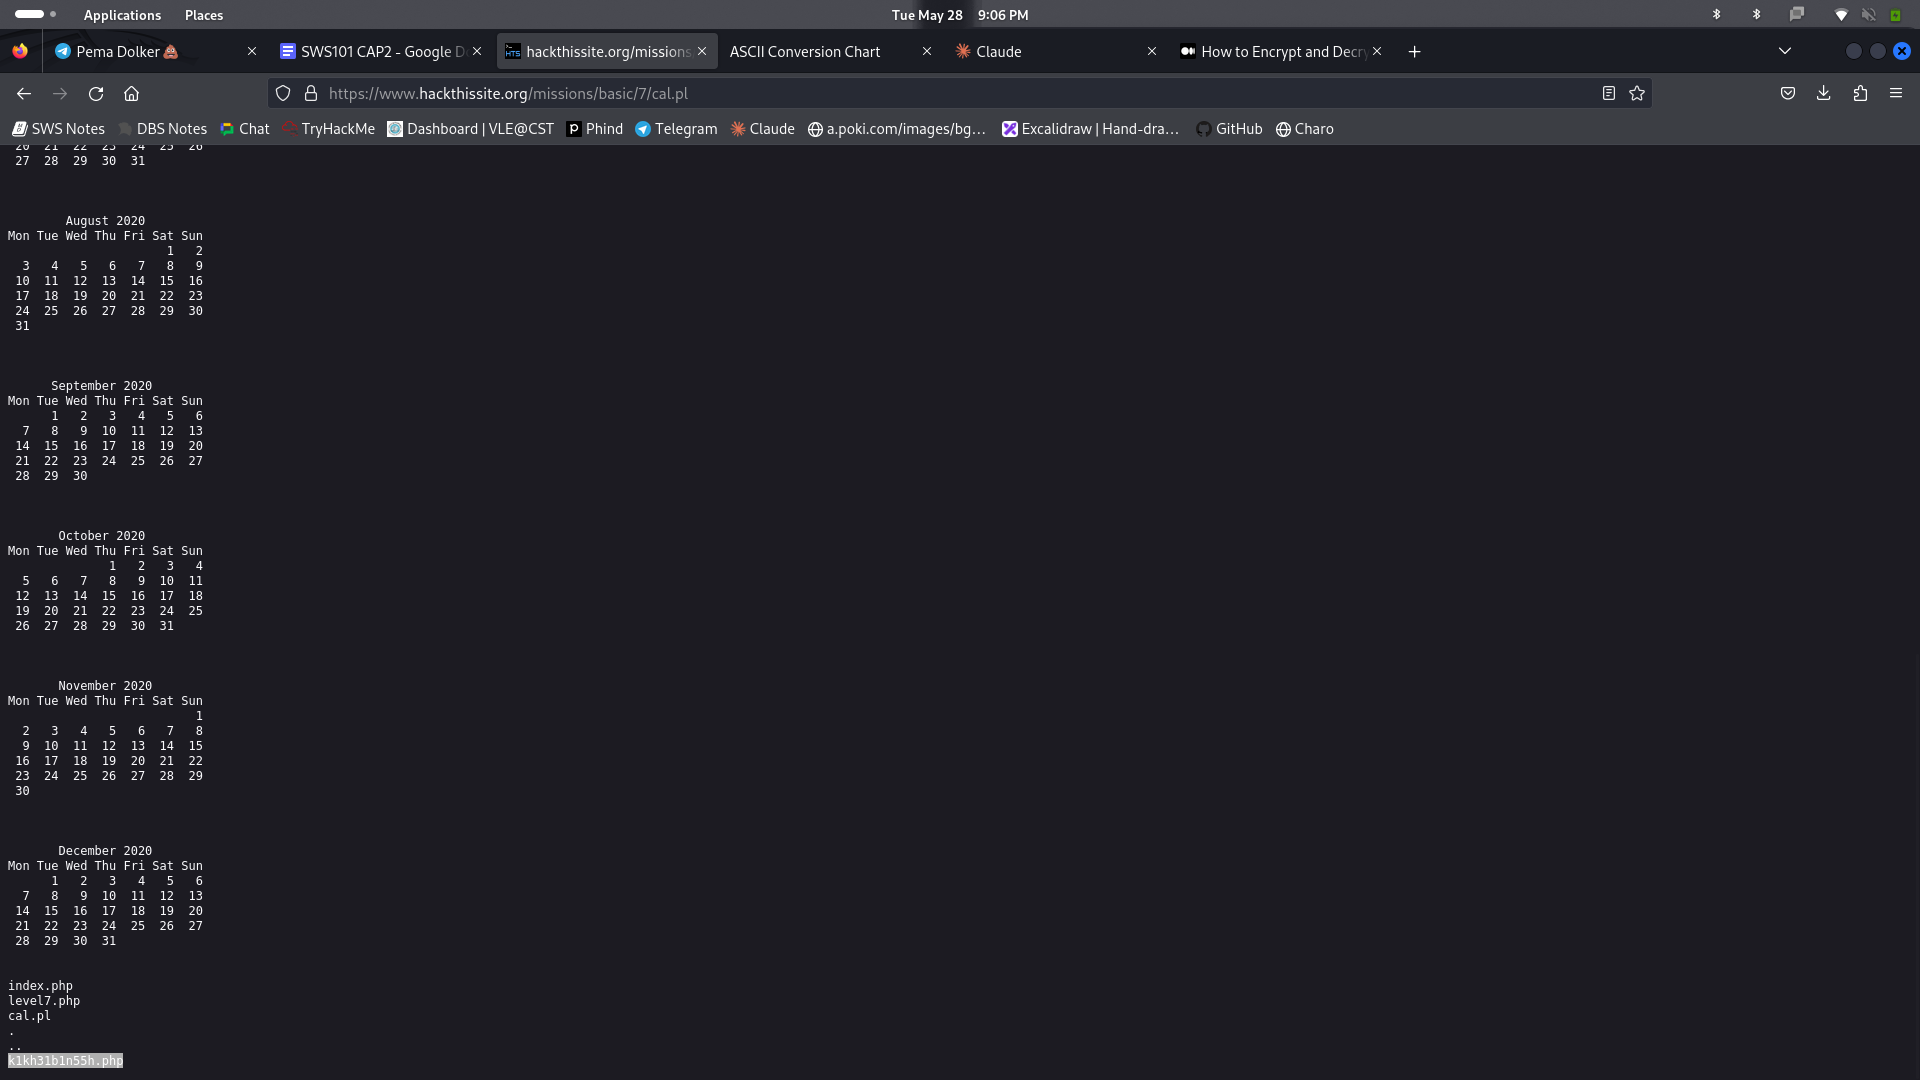 Applications Places Tue May 28 9:06 PM
Pema Dolker 💩 SWS101 CAP2 - Google D hackthissite.org/missions ASCII Conversion Chart Claude How to Encrypt and Decry
https://www.hackthissite.org/missions/basic/7/cal.pl
SWS Notes DBS Notes Chat TryHackMe Dashboard | VLE@CST Phind Telegram Claude a.poki.com/images/bg… Excalidraw | Hand-dra… GitHub Charo
20 21 22 23 24 25 26
27 28 29 30 31
August 2020
Mon Tue Wed Thu Fri Sat Sun
1 2
3 4 5 6 7 8 9
10 11 12 13 14 15 16
17 18 19 20 21 22 23
24 25 26 27 28 29 30
31
September 2020
Mon Tue Wed Thu Fri Sat Sun
1 2 3 4 5 6
7 8 9 10 11 12 13
14 15 16 17 18 19 20
21 22 23 24 25 26 27
28 29 30
October 2020
Mon Tue Wed Thu Fri Sat Sun
1 2 3 4
5 6 7 8 9 10 11
12 13 14 15 16 17 18
19 20 21 22 23 24 25
26 27 28 29 30 31
November 2020
Mon Tue Wed Thu Fri Sat Sun
1
2 3 4 5 6 7 8
9 10 11 12 13 14 15
16 17 18 19 20 21 22
23 24 25 26 27 28 29
30
December 2020
Mon Tue Wed Thu Fri Sat Sun
1 2 3 4 5 6
7 8 9 10 11 12 13
14 15 16 17 18 19 20
21 22 23 24 25 26 27
28 29 30 31
index.php
level7.php
cal.pl
.
..
k1kh31b1n55h.php